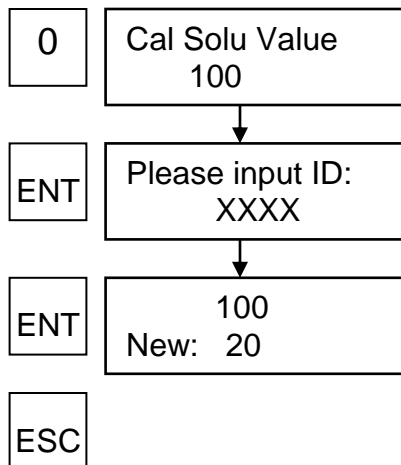 0
Cal Solu Value
100
ENT
Please input ID:
XXXX
ENT
100
New: 20
ESC